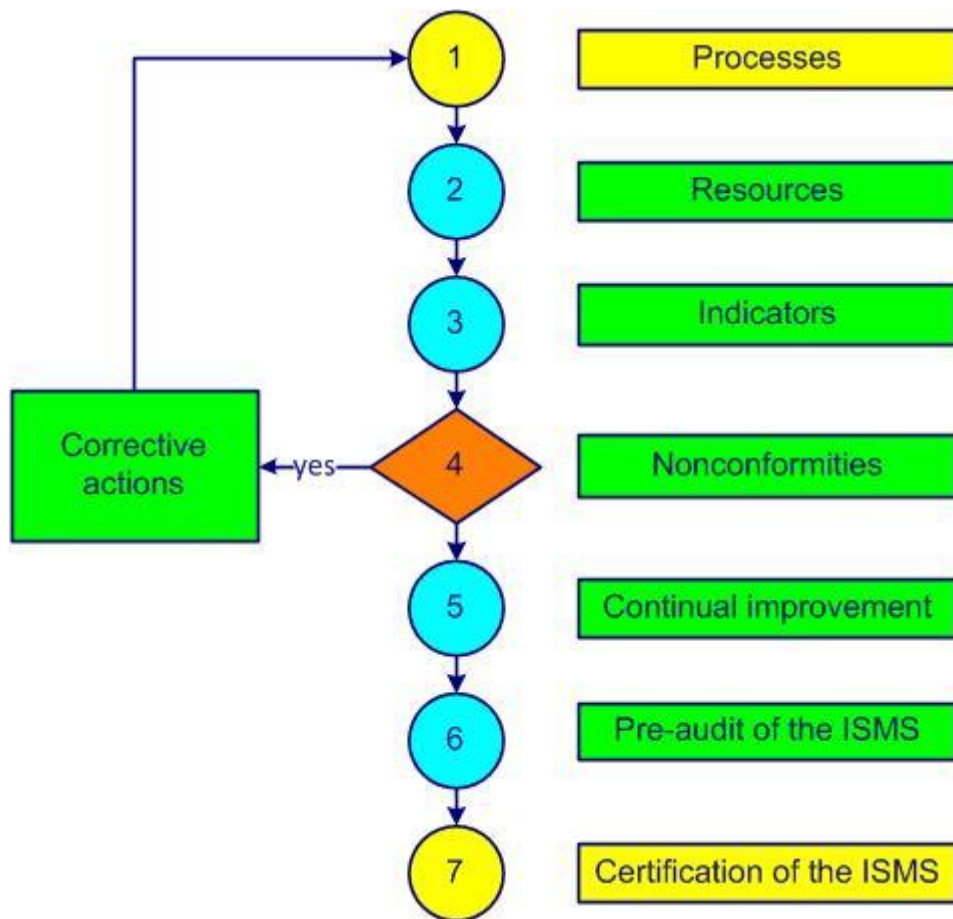 1
Processes
2
Resources
3
Indicators
Corrective
actions
yes
4
Nonconformities
5
Continual improvement
6
Pre-audit of the ISMS
7
Certification of the ISMS